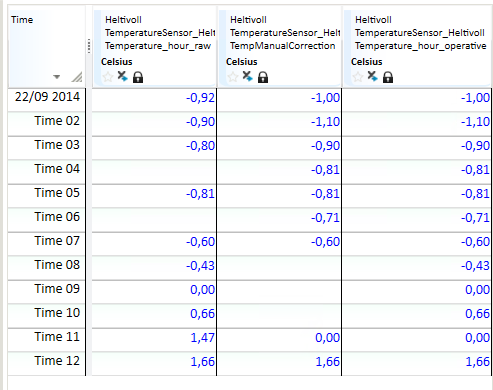 Time Heltivoll Heltivoll Heltivoll
TemperatureSensor_Helt TemperatureSensor_Helt TemperatureSensor_Heltivoll
Temperature_hour_raw TempManualCorrection Temperature_hour_operative
Celsius Celsius Celsius
22/09 2014 -0,92 -1,00 -1,00
Time 02 -0,90 -1,10 -1,10
Time 03 -0,80 -0,90 -0,90
Time 04 -0,81 -0,81
Time 05 -0,81 -0,81 -0,81
Time 06 -0,71 -0,71
Time 07 -0,60 -0,60 -0,60
Time 08 -0,43 -0,43
Time 09 0,00 0,00
Time 10 0,66 0,66
Time 11 1,47 0,00 0,00
Time 12 1,66 1,66 1,66